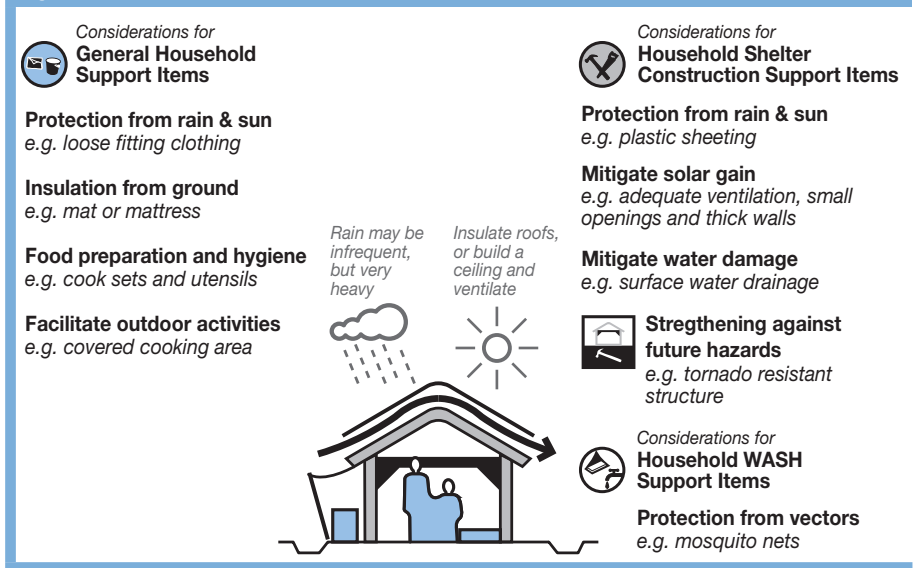 Considerations for
General Household
Support Items
Protection from rain & sun
e.g. loose fitting clothing
Insulation from ground
e.g. mat or mattress
Food preparation and hygiene
e.g. cook sets and utensils
Facilitate outdoor activities
e.g. covered cooking area
Rain may be
infrequent,
but very
heavy
Insulate roofs,
or build a
ceiling and
ventilate
Considerations for
Household Shelter
Construction Support Items
Protection from rain & sun
e.g. plastic sheeting
Mitigate solar gain
e.g. adequate ventilation, small
openings and thick walls
Mitigate water damage
e.g. surface water drainage
Stregthening against
future hazards
e.g. tornado resistant
structure
Considerations for
Household WASH
Support Items
Protection from vectors
e.g. mosquito nets